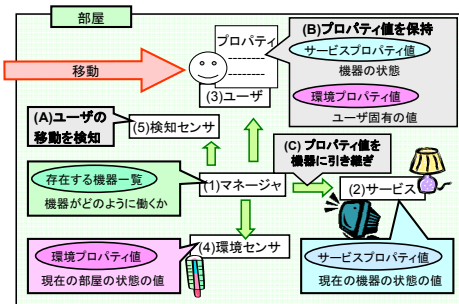 部屋
プロパティ
(B)プロパティ値を保持
サービスプロパティ値
機器の状態
環境プロパティ値
ユーザ固有の値
移動
(3)ユーザ
(A)ユーザの
移動を検知
(5)検知センサ
(C) プロパティ値を
機器に引き継ぎ
存在する機器一覧
機器がどのように働くか
(1)マネージャ
(2)サービス
(4)環境センサ
環境プロパティ値
現在の部屋の状態の値
サービスプロパティ値
現在の機器の状態の値